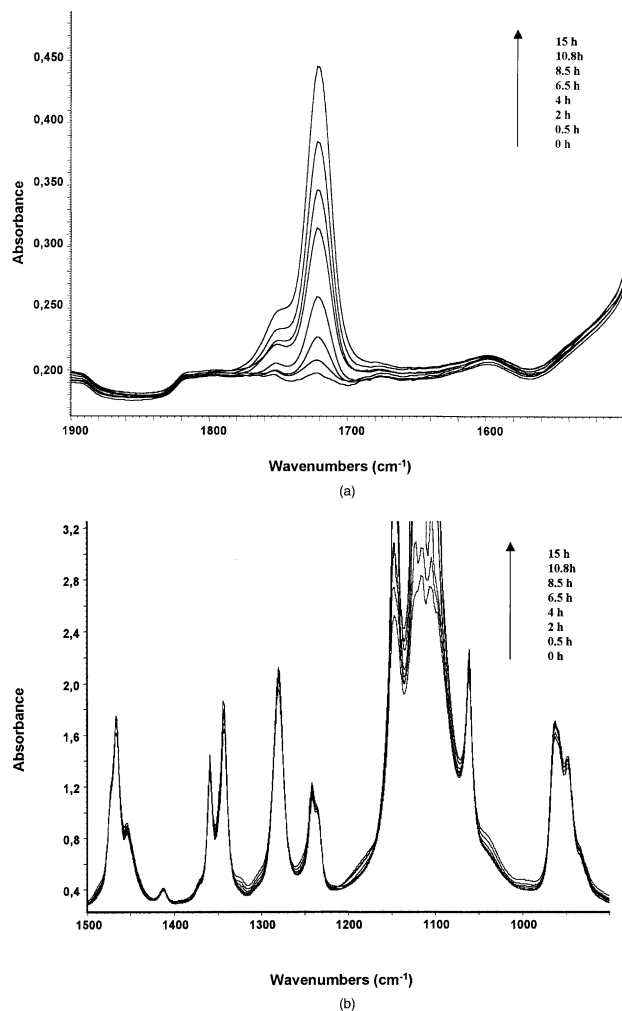 0,450
0,400
0,350
0,300
0,250
0,200
Absorbance
15 h
10.8h
8.5 h
6.5 h
4 h
2 h
0.5 h
0 h
1900
1800
1700
1600
Wavenumbers (cm-1)
(a)
3,2
2,8
2,4
2,0
1,6
1,2
0,8
0,4
Absorbance
15 h
10.8h
8.5 h
6.5 h
4 h
2 h
0.5 h
0 h
1500
1400
1300
1200
1100
1000
Wavenumbers (cm-1)
(b)